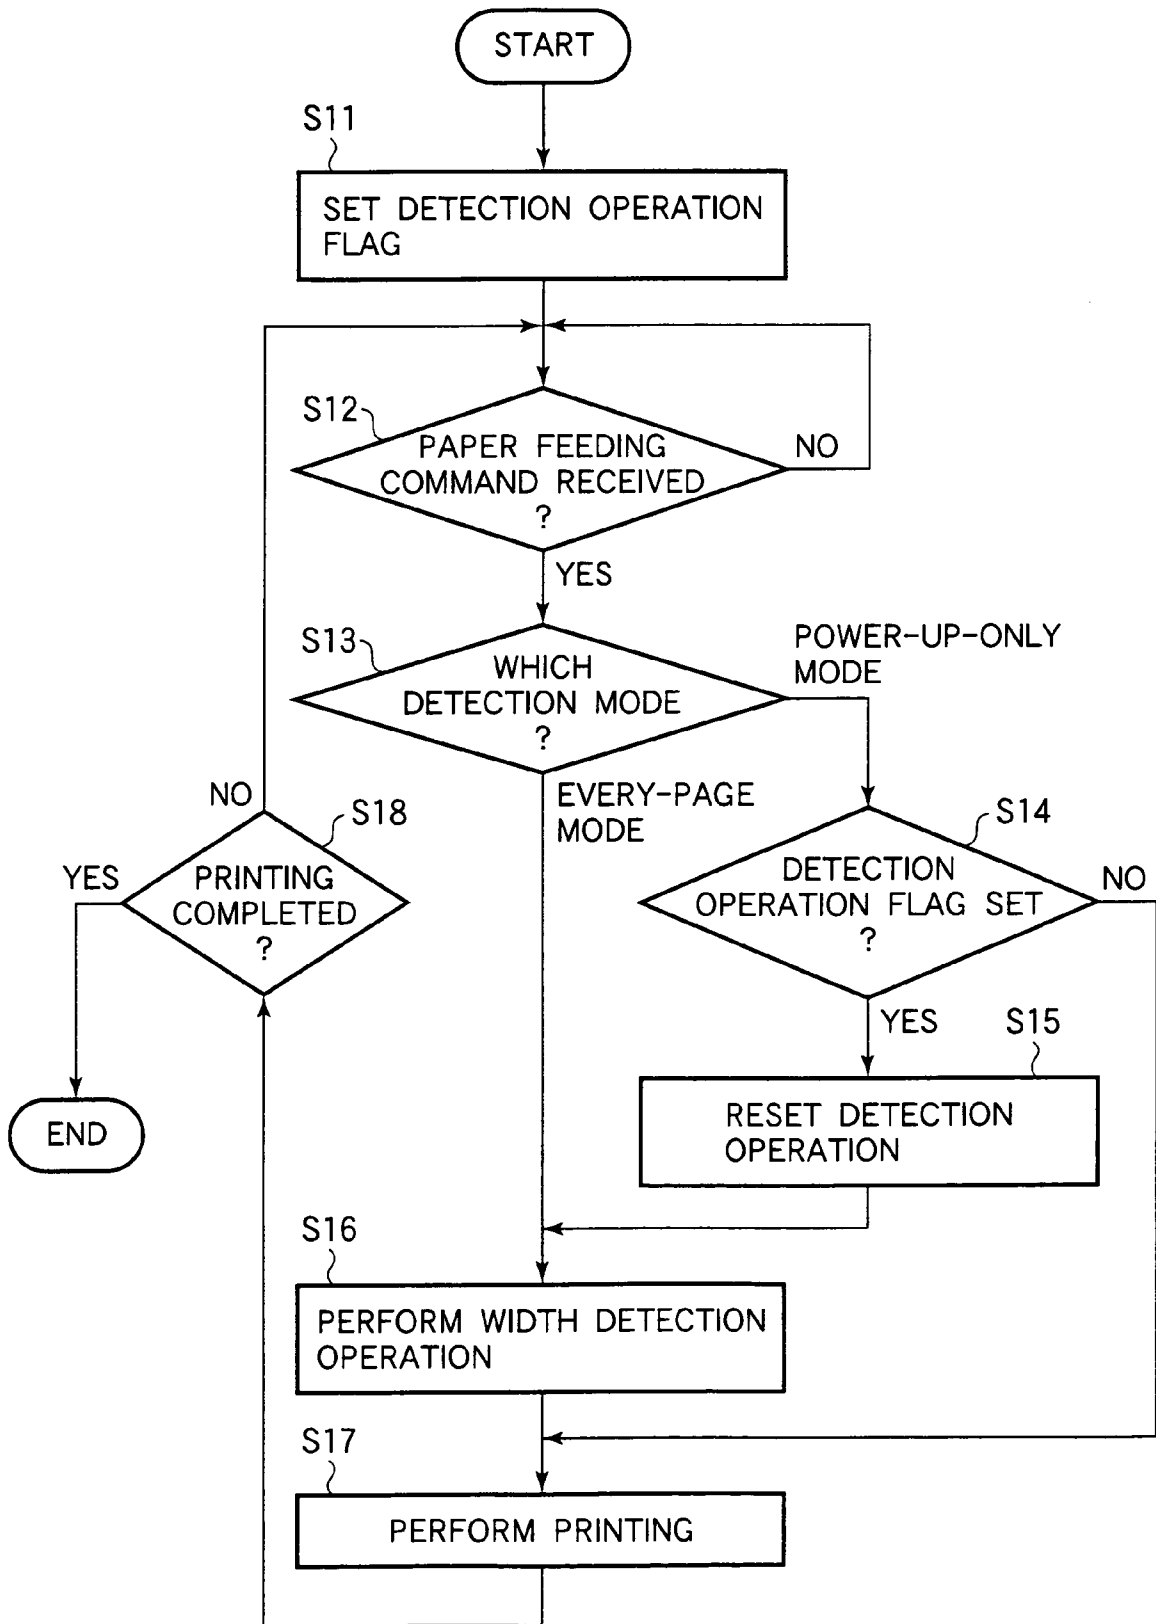 START
S11
SET DETECTION OPERATION
FLAG
S12
PAPER FEEDING
COMMAND RECEIVED
?
NO
YES
S13
WHICH
DETECTION MODE
?
POWER-UP-ONLY
MODE
EVERY-PAGE
MODE
NO
S18
YES
PRINTING
COMPLETED
?
S14
DETECTION
OPERATION FLAG SET
?
NO
YES
END
S15
RESET DETECTION
OPERATION
S16
PERFORM WIDTH DETECTION
OPERATION
S17
PERFORM PRINTING